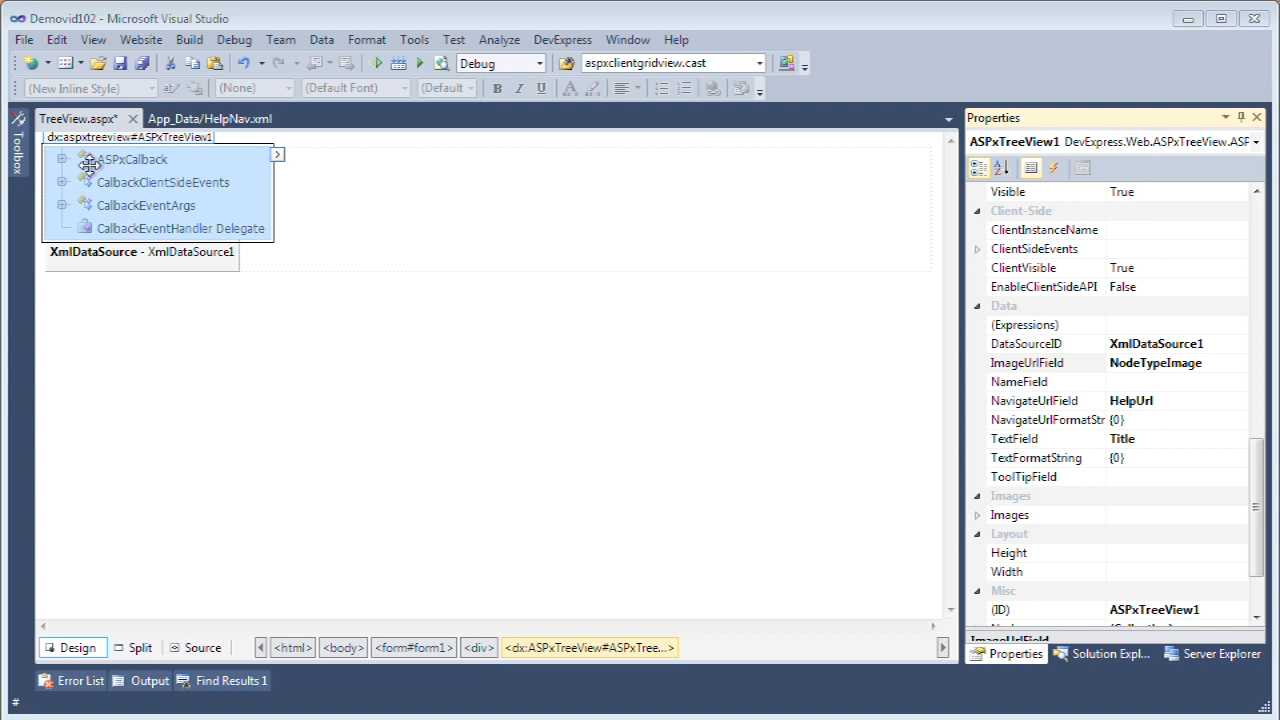 Demovid102 - Microsoft Visual Studio
File Edit View Website Build Debug Team Data Format Tools Test Analyze DevExpress Window Help
Debug aspxclientgridview.cast
(New Inline Style) (None) (Default Font) (Default B I U A
TreeView.aspx* App_Data/HelpNav.xml
Toolbox
dx:aspxtreeview#ASPxTreeView1
ASPxCallback
CallbackClientSideEvents
CallbackEventArgs
CallbackEventHandler Delegate
XmlDataSource - XmlDataSource1
Properties
ASPxTreeView1 DevExpress.Web.ASPxTreeView.ASP
Visible True
Client-Side
ClientInstanceName
ClientSideEvents
ClientVisible True
EnableClientSideAPI False
Data
(Expressions)
DataSourceID XmlDataSource1
ImageUrlField NodeTypeImage
NameField
NavigateUrlField HelpUrl
NavigateUrlFormatStr {0}
TextField Title
TextFormatString {0}
ToolTipField
Images
Images
Layout
Height
Width
Misc
(ID) ASPxTreeView1
ImageUrlField
Design Split Source <html> <body> <form#form1> <div> <dx:ASPxTreeView#ASPxTree...>
Properties Solution Expl... Server Explorer
Error List Output Find Results 1
#